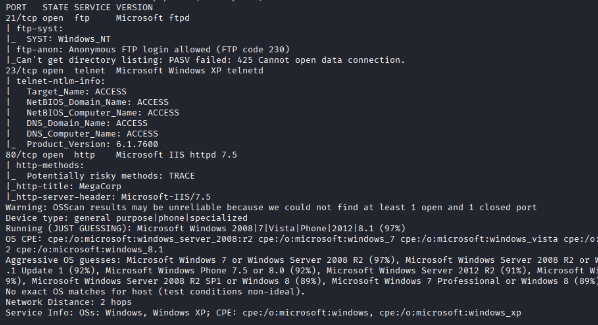 PORT   STATE SERVICE VERSION
21/tcp open  ftp     Microsoft ftpd
| ftp-syst:
|_  SYST: Windows_NT
| ftp-anon: Anonymous FTP login allowed (FTP code 230)
|_Can't get directory listing: PASV failed: 425 Cannot open data connection.
23/tcp open  telnet  Microsoft Windows XP telnetd
| telnet-ntlm-info:
|   Target_Name: ACCESS
|   NetBIOS_Domain_Name: ACCESS
|   NetBIOS_Computer_Name: ACCESS
|   DNS_Domain_Name: ACCESS
|   DNS_Computer_Name: ACCESS
|_  Product_Version: 6.1.7600
80/tcp open  http    Microsoft IIS httpd 7.5
| http-methods:
|_  Potentially risky methods: TRACE
|_http-title: MegaCorp
|_http-server-header: Microsoft-IIS/7.5
Warning: OSScan results may be unreliable because we could not find at least 1 open and 1 closed port
Device type: general purpose|phone|specialized
Running (JUST GUESSING): Microsoft Windows 2008|7|Vista|Phone|2012|8.1 (97%)
OS CPE: cpe:/o:microsoft:windows_server_2008:r2 cpe:/o:microsoft:windows_7 cpe:/o:microsoft:windows_vista cpe:/o:
2 cpe:/o:microsoft:windows_8.1
Aggressive OS guesses: Microsoft Windows 7 or Windows Server 2008 R2 (97%), Microsoft Windows Server 2008 R2 or W
.1 Update 1 (92%), Microsoft Windows Phone 7.5 or 8.0 (92%), Microsoft Windows Server 2012 R2 (91%), Microsoft Wi
9%), Microsoft Windows Server 2008 R2 SP1 or Windows 8 (89%), Microsoft Windows 7 Professional or Windows 8 (89%)
No exact OS matches for host (test conditions non-ideal).
Network Distance: 2 hops
Service Info: OSs: Windows, Windows XP; CPE: cpe:/o:microsoft:windows, cpe:/o:microsoft:windows_xp